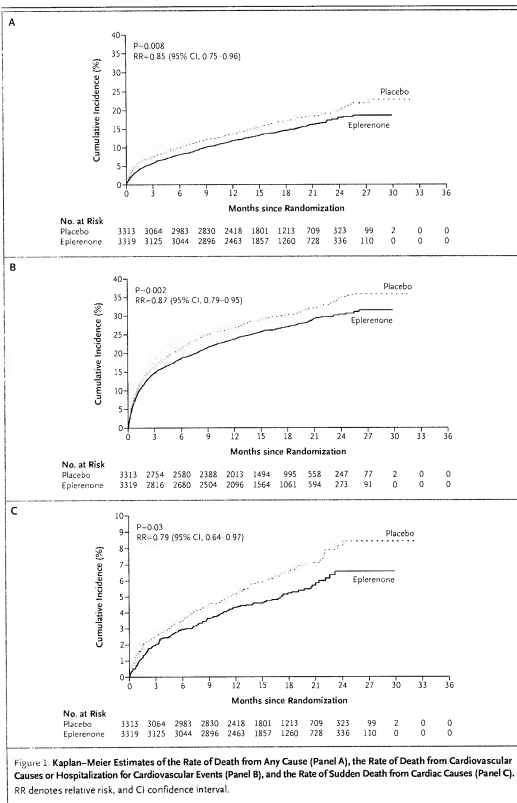 A
P=0.008
RR=0.85 (95% CI, 0.75–0.96)
Cumulative Incidence (%)
40
35
30
25
20
15
10
5
0
Placebo
Eplerenone
0 3 6 9 12 15 18 21 24 27 30 33 36
Months since Randomization
No. at Risk
Placebo 3313 3064 2983 2830 2418 1801 1213 709 323 99 2 0 0
Eplerenone 3319 3125 3044 2896 2463 1857 1260 728 336 110 0 0 0
B
P=0.002
RR=0.87 (95% CI, 0.79–0.95)
Cumulative Incidence (%)
40
35
30
25
20
15
10
5
0
Placebo
Eplerenone
0 3 6 9 12 15 18 21 24 27 30 33 36
Months since Randomization
No. at Risk
Placebo 3313 2754 2580 2388 2013 1494 995 558 247 77 2 0 0
Eplerenone 3319 2816 2680 2504 2096 1564 1061 594 273 91 0 0 0
C
P=0.03
RR=0.79 (95% CI, 0.64–0.97)
Cumulative Incidence (%)
10
9
8
7
6
5
4
3
2
1
0
Placebo
Eplerenone
0 3 6 9 12 15 18 21 24 27 30 33 36
Months since Randomization
No. at Risk
Placebo 3313 3064 2983 2830 2418 1801 1213 709 323 99 2 0 0
Eplerenone 3319 3125 3044 2896 2463 1857 1260 728 336 110 0 0 0
Figure 1. Kaplan–Meier Estimates of the Rate of Death from Any Cause (Panel A), the Rate of Death from Cardiovascular
Causes or Hospitalization for Cardiovascular Events (Panel B), and the Rate of Sudden Death from Cardiac Causes (Panel C).
RR denotes relative risk, and CI confidence interval.